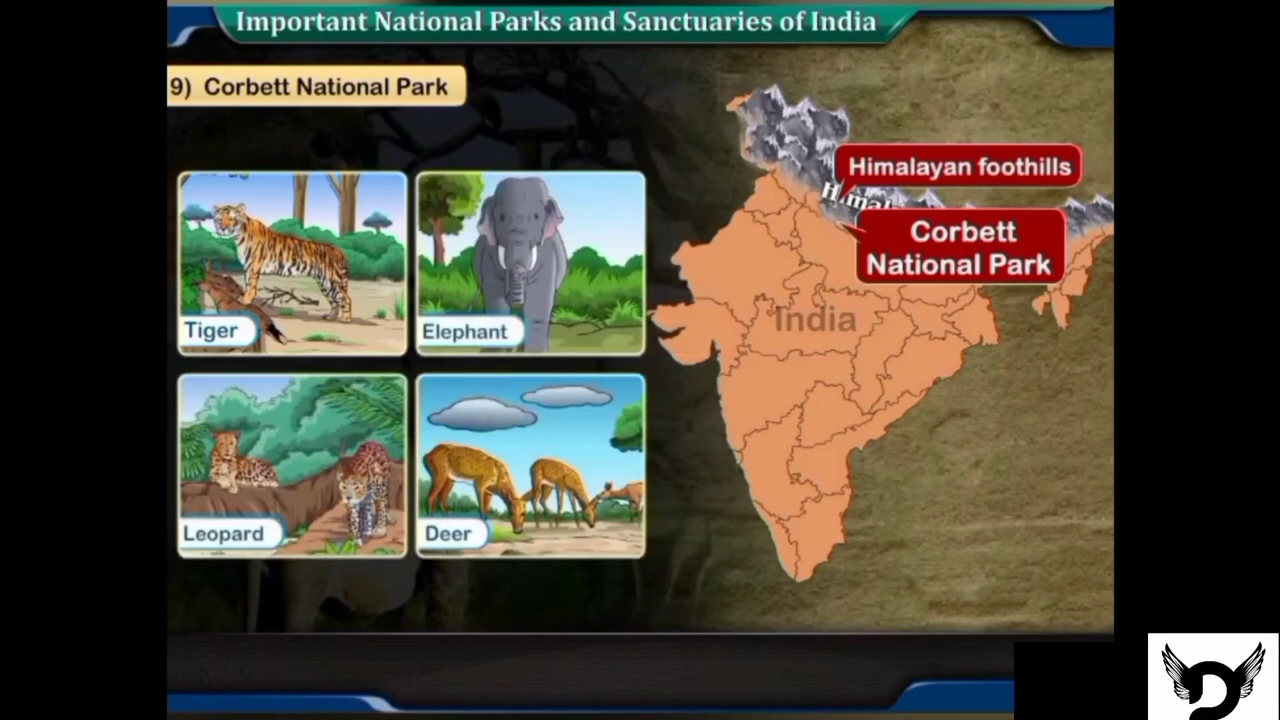 Important National Parks and Sanctuaries of India
9) Corbett National Park
Tiger
Elephant
Leopard
Deer
Himalayan foothills
Himal
Corbett
National Park
India